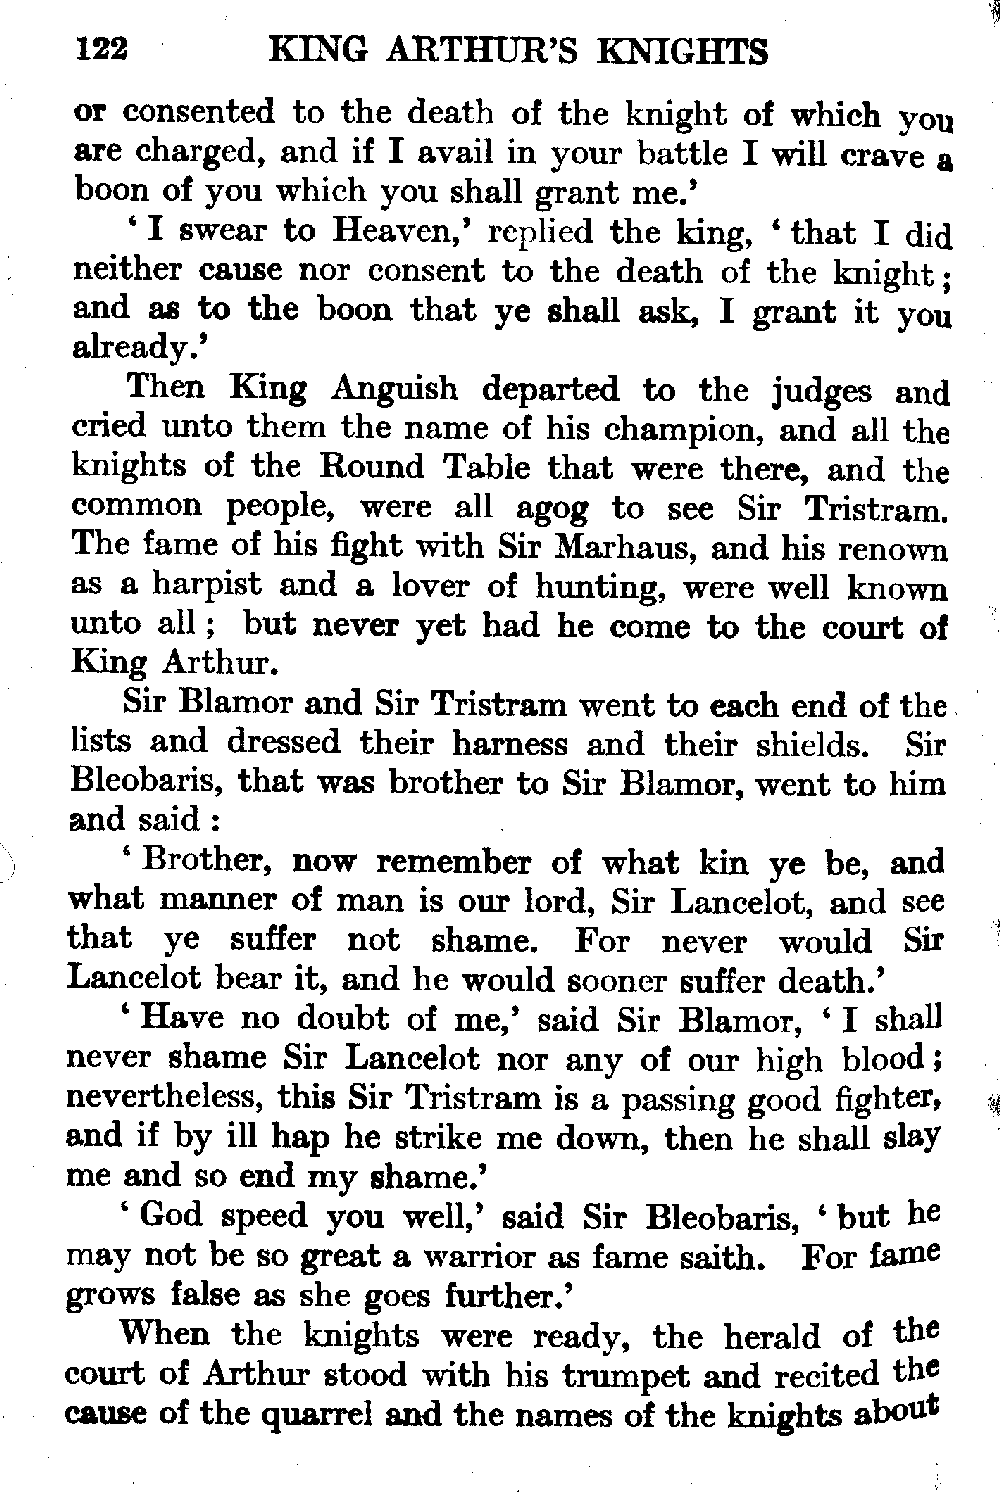 122 KING ARTHUR'S KNIGHTS
or consented to the death of the knight of which you
are charged, and if I avail in your battle I will crave a
boon of you which you shall grant me.'
' I swear to Heaven,' replied the king, ' that I did
neither cause nor consent to the death of the knight ;
and as to the boon that ye shall ask, I grant it you
already.'
Then King Anguish departed to the judges and
cried unto them the name of his champion, and all the
knights of the Round Table that were there, and the
common people, were all agog to see Sir Tristram.
The fame of his fight with Sir Marhaus, and his renown
as a harpist and a lover of hunting, were well known
unto all ; but never yet had he come to the court of
King Arthur.
Sir Blamor and Sir Tristram went to each end of the
lists and dressed their harness and their shields. Sir
Bleobaris, that was brother to Sir Blamor, went to him
and said :
' Brother, now remember of what kin ye be, and
what manner of man is our lord, Sir Lancelot, and see
that ye suffer not shame. For never would Sir
Lancelot bear it, and he would sooner suffer death.'
' Have no doubt of me,' said Sir Blamor, ' I shall
never shame Sir Lancelot nor any of our high blood ;
nevertheless, this Sir Tristram is a passing good fighter,
and if by ill hap he strike me down, then he shall slay
me and so end my shame.'
' God speed you well,' said Sir Bleobaris, ' but he
may not be so great a warrior as fame saith. For fame
grows false as she goes further.'
When the knights were ready, the herald of the
court of Arthur stood with his trumpet and recited the
cause of the quarrel and the names of the knights about